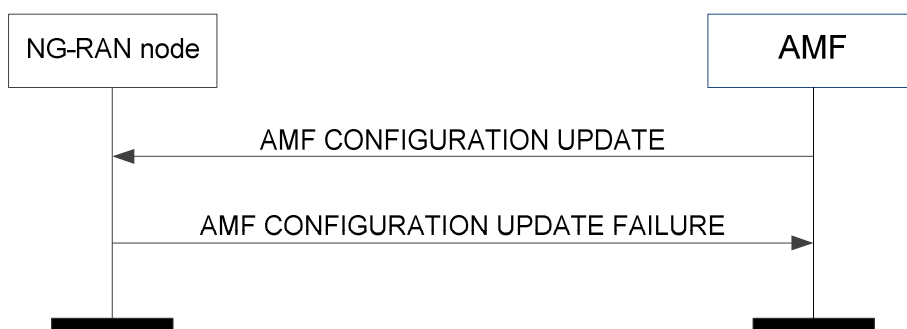 NG-RAN node
AMF
AMF CONFIGURATION UPDATE
AMF CONFIGURATION UPDATE FAILURE